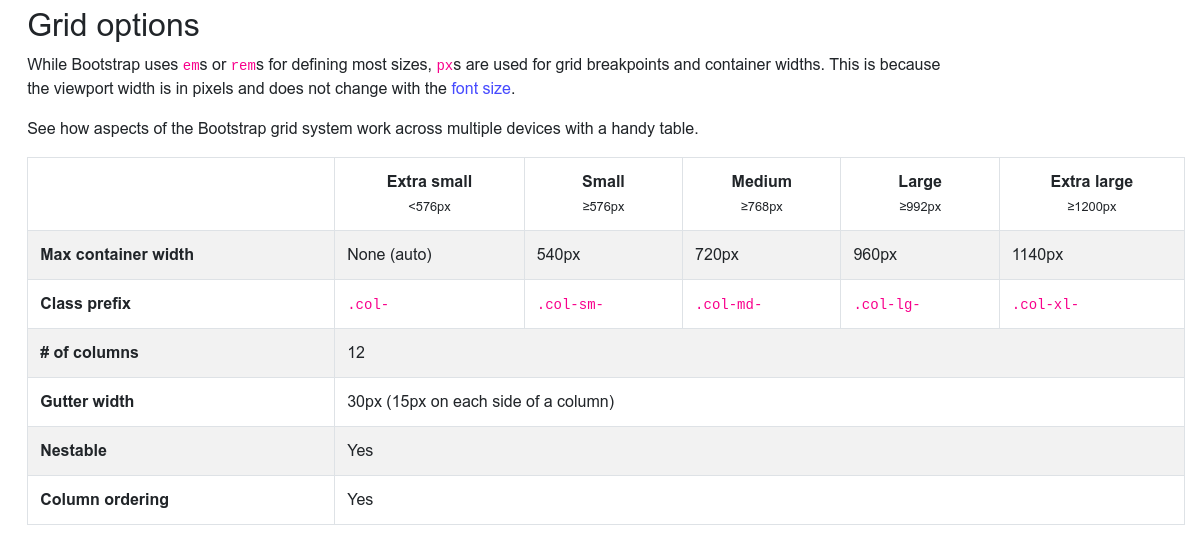 Grid options
While Bootstrap uses ems or rems for defining most sizes, pxs are used for grid breakpoints and container widths. This is because
the viewport width is in pixels and does not change with the font size.
See how aspects of the Bootstrap grid system work across multiple devices with a handy table.
Extra small Small Medium Large Extra large
<576px ≥576px ≥768px ≥992px ≥1200px
Max container width None (auto) 540px 720px 960px 1140px
Class prefix .col- .col-sm- .col-md- .col-lg- .col-xl-
# of columns 12
Gutter width 30px (15px on each side of a column)
Nestable Yes
Column ordering Yes